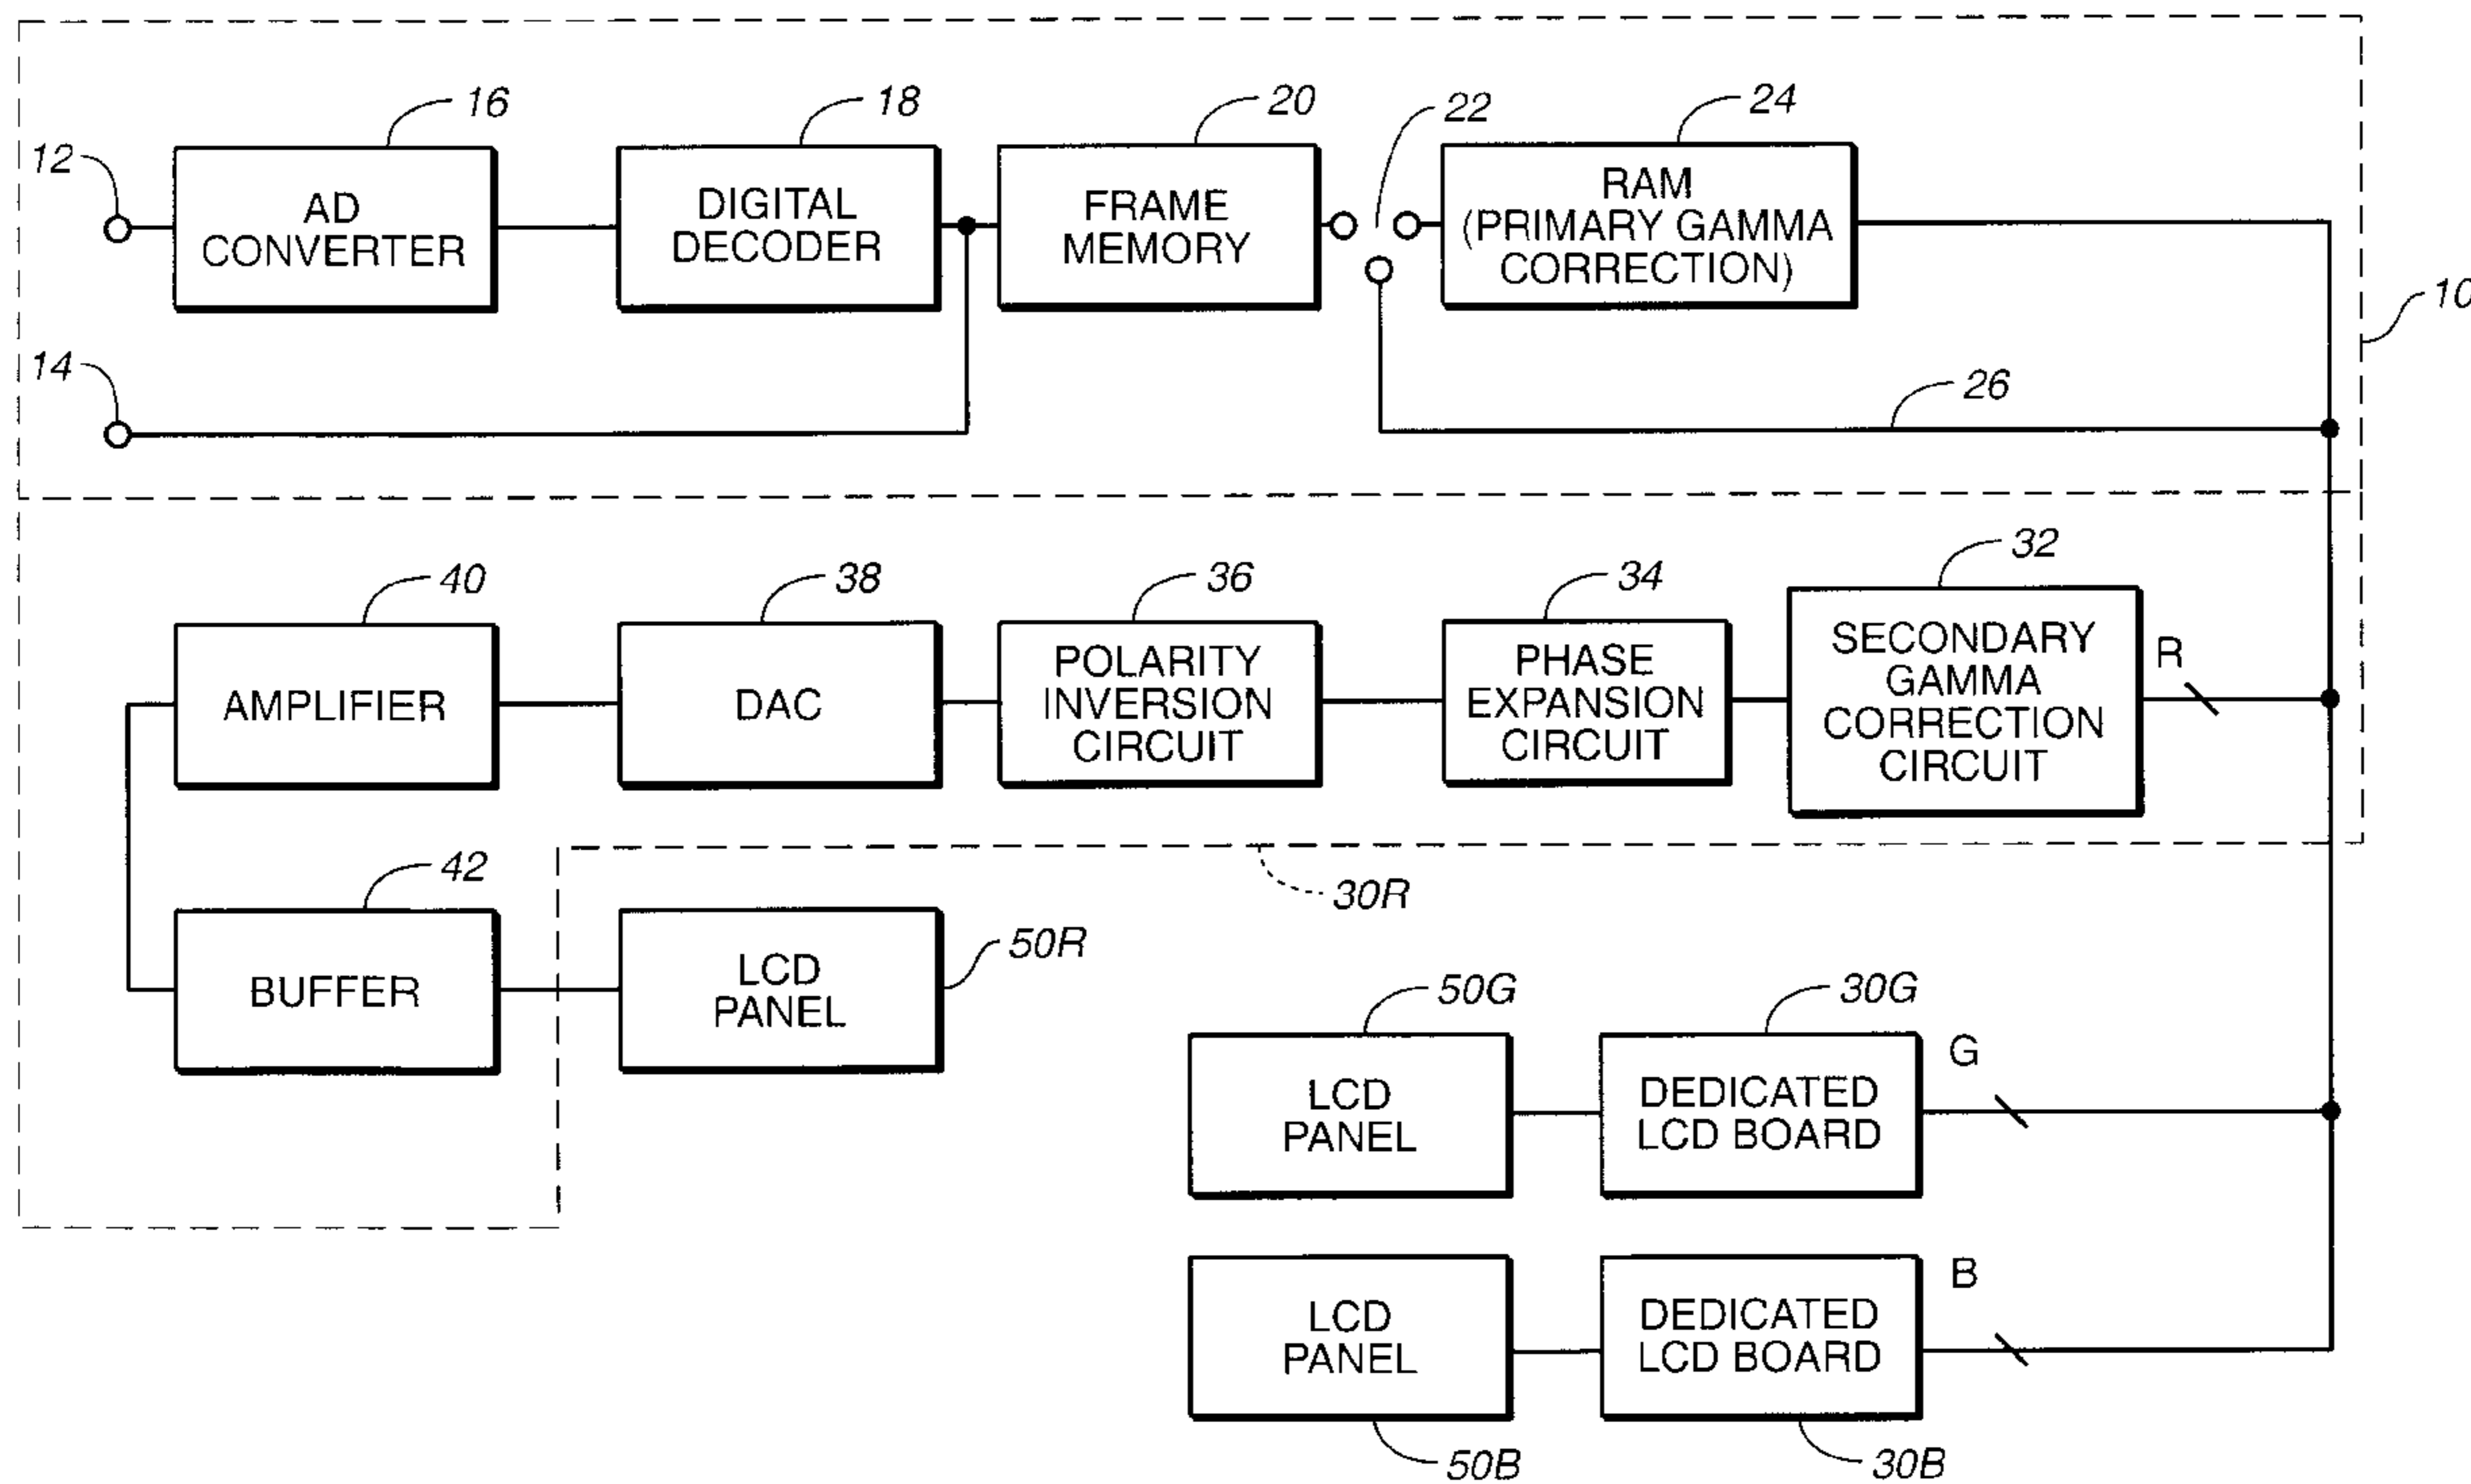 16
18
20
22
24
12
AD
CONVERTER
DIGITAL
DECODER
FRAME
MEMORY
RAM
(PRIMARY GAMMA
CORRECTION)
10
14
26
40
38
36
34
32
AMPLIFIER
DAC
POLARITY
INVERSION
CIRCUIT
PHASE
EXPANSION
CIRCUIT
SECONDARY
GAMMA
CORRECTION
CIRCUIT
R
42
30R
BUFFER
LCD
PANEL
50R
50G
30G
LCD
PANEL
DEDICATED
LCD BOARD
G
LCD
PANEL
DEDICATED
LCD BOARD
B
50B
30B